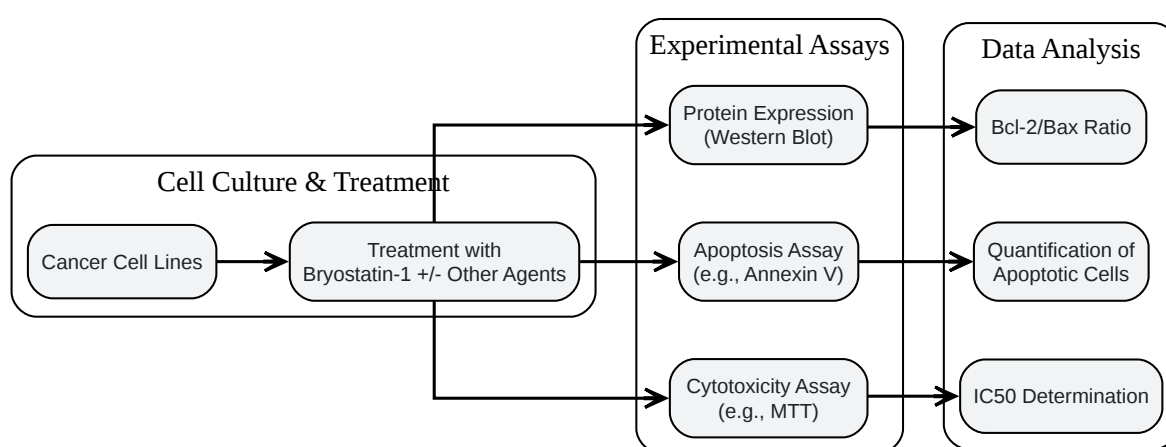 Experimental Assays
Data Analysis
Protein Expression
(Western Blot)
Bcl-2/Bax Ratio
Cell Culture & Treatment
Cancer Cell Lines
Treatment with
Bryostatin-1 +/- Other Agents
Apoptosis Assay
(e.g., Annexin V)
Quantification of
Apoptotic Cells
Cytotoxicity Assay
(e.g., MTT)
IC50 Determination